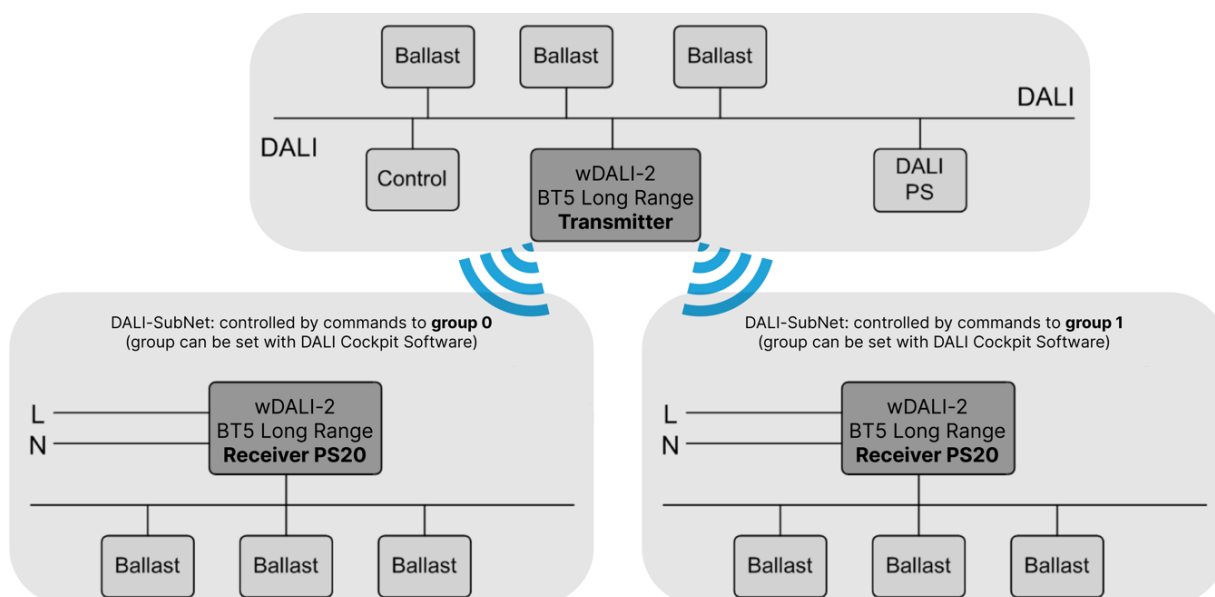 Ballast
Ballast
Ballast
DALI
DALI
Control
wDALI-2
BT5 Long Range
Transmitter
DALI
PS
DALI-SubNet: controlled by commands to group 0
(group can be set with DALI Cockpit Software)
L
N
wDALI-2
BT5 Long Range
Receiver PS20
Ballast
Ballast
Ballast
DALI-SubNet: controlled by commands to group 1
(group can be set with DALI Cockpit Software)
L
N
wDALI-2
BT5 Long Range
Receiver PS20
Ballast
Ballast
Ballast